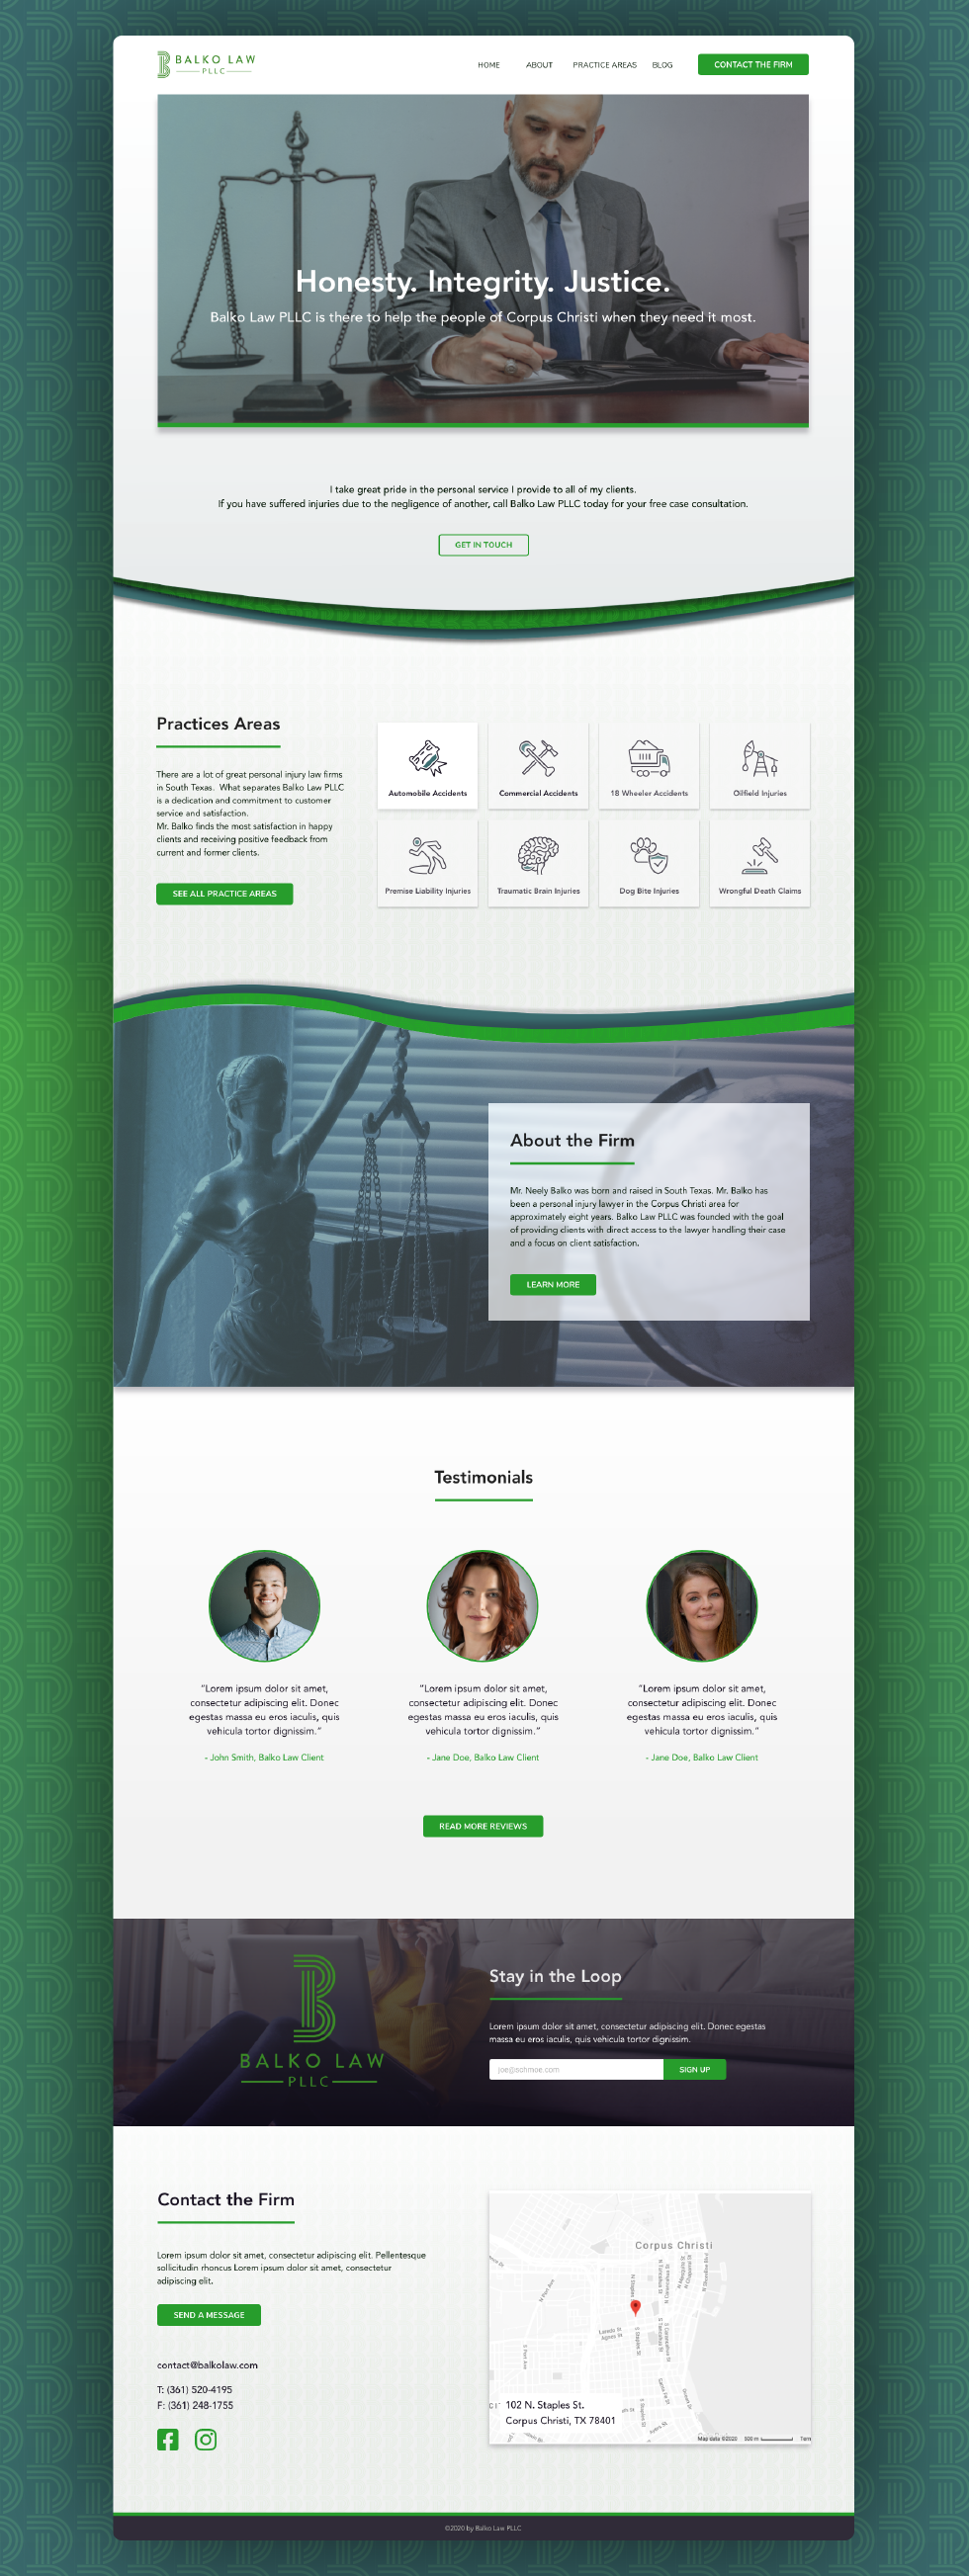 BALKO LAW
PLLC
HOME
ABOUT
PRACTICE AREAS
BLOG
CONTACT THE FIRM
Honesty. Integrity. Justice.
Balko Law PLLC is there to help the people of Corpus Christi when they need it most.
I take great pride in the personal service I provide to all of my clients.
If you have suffered injuries due to the negligence of another, call Balko Law PLLC today for your free case consultation.
GET IN TOUCH
Practices Areas
There are a lot of great personal injury law firms
in South Texas. What separates Balko Law PLLC
is a dedication and commitment to customer
service and satisfaction.
Mr. Balko finds the most satisfaction in happy
clients and receiving positive feedback from
current and former clients.
SEE ALL PRACTICE AREAS
Automobile Accidents
Commercial Accidents
18 Wheeler Accidents
Oilfield Injuries
Premise Liability Injuries
Traumatic Brain Injuries
Dog Bite Injuries
Wrongful Death Claims
About the Firm
Mr. Neely Balko was born and raised in South Texas. Mr. Balko has
been a personal injury lawyer in the Corpus Christi area for
approximately eight years. Balko Law PLLC was founded with the goal
of providing clients with direct access to the lawyer handling their case
and a focus on client satisfaction.
LEARN MORE
Testimonials
"Lorem ipsum dolor sit amet,
consectetur adipiscing elit. Donec
egestas massa eu eros iaculis, quis
vehicula tortor dignissim."
- John Smith, Balko Law Client
"Lorem ipsum dolor sit amet,
consectetur adipiscing elit. Donec
egestas massa eu eros iaculis, quis
vehicula tortor dignissim."
- Jane Doe, Balko Law Client
"Lorem ipsum dolor sit amet,
consectetur adipiscing elit. Donec
egestas massa eu eros iaculis, quis
vehicula tortor dignissim."
- Jane Doe, Balko Law Client
READ MORE REVIEWS
BALKO LAW
PLLC
Stay in the Loop
Lorem ipsum dolor sit amet, consectetur adipiscing elit. Donec egestas
massa eu eros iaculis, quis vehicula tortor dignissim.
joe@schmoe.com
SIGN UP
Contact the Firm
Lorem ipsum dolor sit amet, consectetur adipiscing elit. Pellentesque
sollicitudin rhoncus Lorem ipsum dolor sit amet, consectetur
adipiscing elit.
SEND A MESSAGE
contact@balkolaw.com
T: (361) 520-4195
F: (361) 248-1755
Corpus Christi
N Port Ave
S Port Ave
N Staples St
Laredo St
Agnes St
S Staples St
102 N. Staples St.
Corpus Christi, TX 78401
Map data ©2020
©2020 by Balko Law PLLC